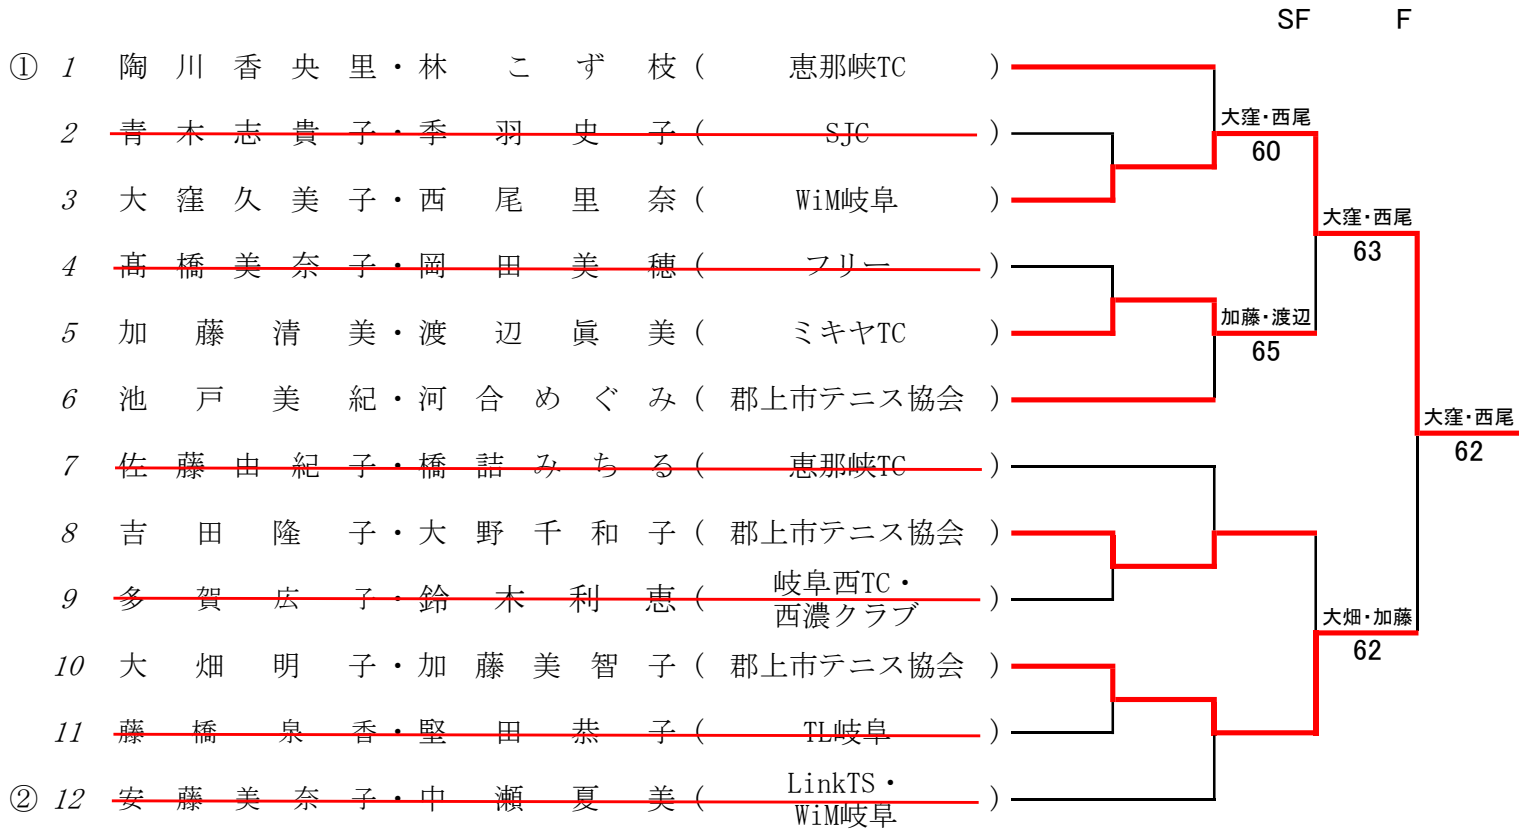 SF F
① 1 陶川香央里・林こず枝( 恵那峡TC )
2 青木志貴子・季羽史子( SJC )
大窪・西尾
60
3 大窪久美子・西尾里奈( WiM岐阜 )
大窪・西尾
63
4 髙橋美奈子・岡田美穂( フリー )
5 加藤清美・渡辺眞美( ミキヤTC )
加藤・渡辺
65
6 池戸美紀・河合めぐみ( 郡上市テニス協会 )
大窪・西尾
62
7 佐藤由紀子・橋詰みちる( 恵那峡TC )
8 吉田隆子・大野千和子( 郡上市テニス協会 )
9 多賀広子・鈴木利恵( 岐阜西TC・
西濃クラブ )
大畑・加藤
62
10 大畑明子・加藤美智子( 郡上市テニス協会 )
11 藤橋泉香・堅田恭子( TL岐阜 )
② 12 安藤美奈子・中瀬夏美( LinkTS・
WiM岐阜 )